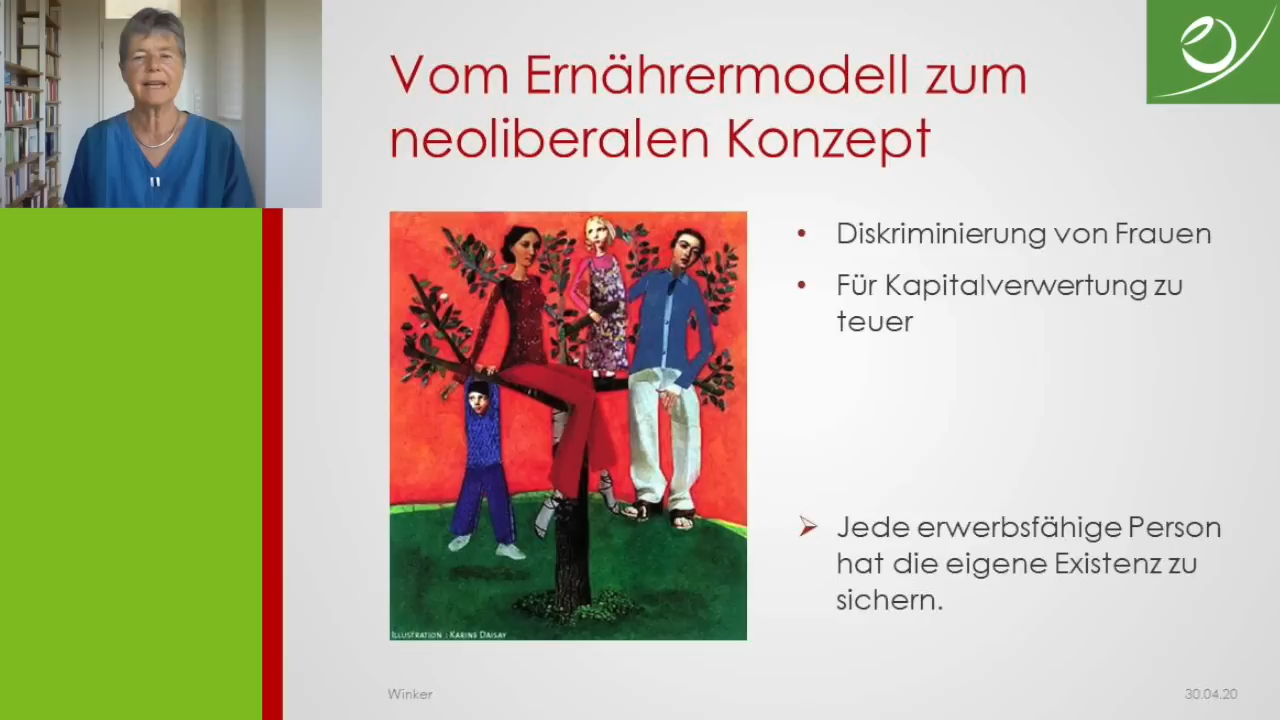 Vom Ernährermodell zum
neoliberalen Konzept
• Diskriminierung von Frauen
• Für Kapitalverwertung zu
teuer
➢ Jede erwerbsfähige Person
hat die eigene Existenz zu
sichern.
ILLUSTRATION : KARINE DAISAY
Winker
30.04.20